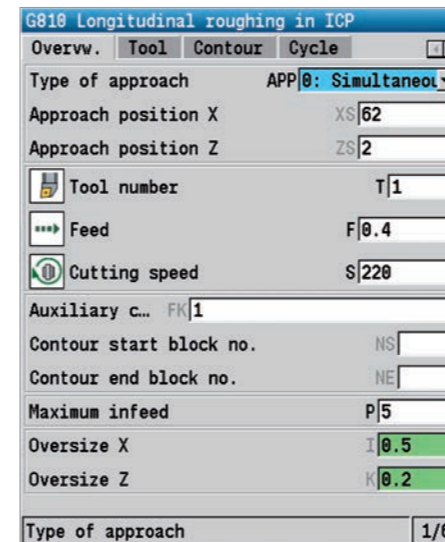 G810 Longitudinal roughing in ICP
Overvw. Tool Contour Cycle
Type of approach APP 0: Simultaneou
Approach position X XS 62
Approach position Z ZS 2
Tool number T 1
Feed F 0.4
Cutting speed S 220
Auxiliary c… FK 1
Contour start block no. NS
Contour end block no. NE
Maximum infeed P 5
Oversize X I 0.5
Oversize Z K 0.2
Type of approach 1/6